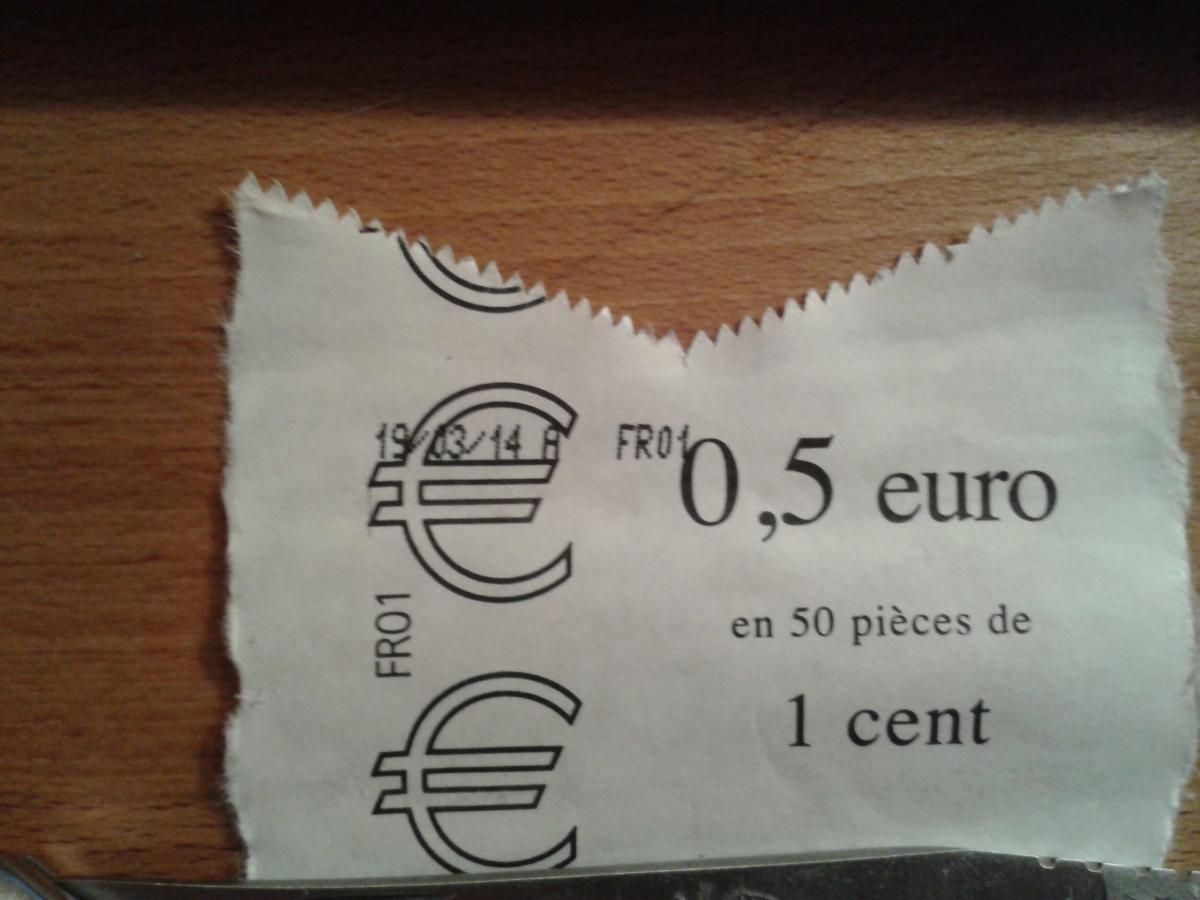 19/03/14 A FR01
0,5 euro
en 50 pièces de
1 cent
€
FR01
€